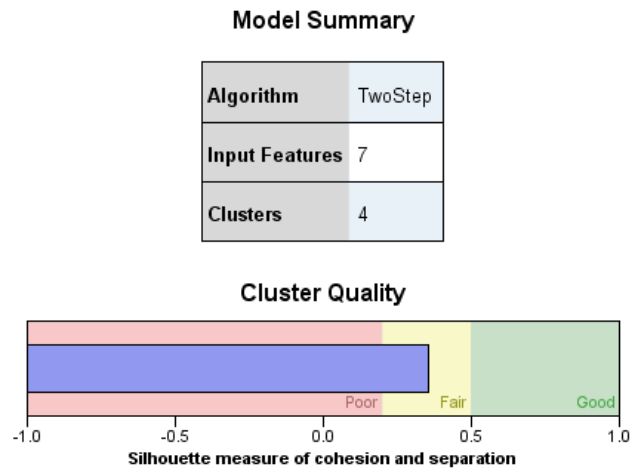 Model Summary
Algorithm TwoStep
Input Features 7
Clusters 4
Cluster Quality
Poor Fair Good
-1.0 -0.5 0.0 0.5 1.0
Silhouette measure of cohesion and separation